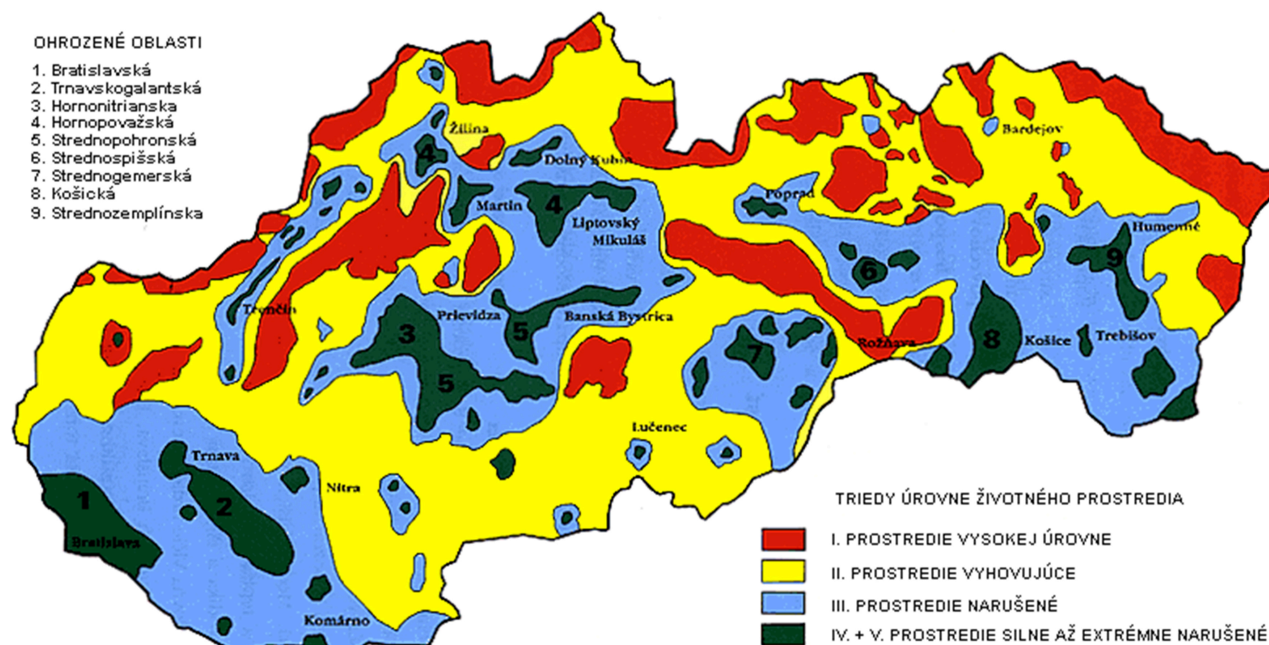 OHROZENÉ OBLASTI
1. Bratislavská
2. Trnavskogalantská
3. Hornonitrianska
4. Hornopovažská
5. Strednopohronská
6. Strednospišská
7. Strednogemerská
8. Košická
9. Strednozemplínska
Žilina
Bardejov
4
Dolný Kubín
Poprad
Martin
4
Liptovský
Mikuláš
Humenné
9
6
Trenčín
3
Prievidza
5
Banská Bystrica
Rožňava
8
Košice
Trebišov
7
5
Lučenec
Trnava
Nitra
1
2
Bratislava
Komárno
TRIEDY ÚROVNE ŽIVOTNÉHO PROSTREDIA
I. PROSTREDIE VYSOKEJ ÚROVNE
II. PROSTREDIE VYHOVUJÚCE
III. PROSTREDIE NARUŠENÉ
IV. + V. PROSTREDIE SILNE AŽ EXTRÉMNE NARUŠENÉ